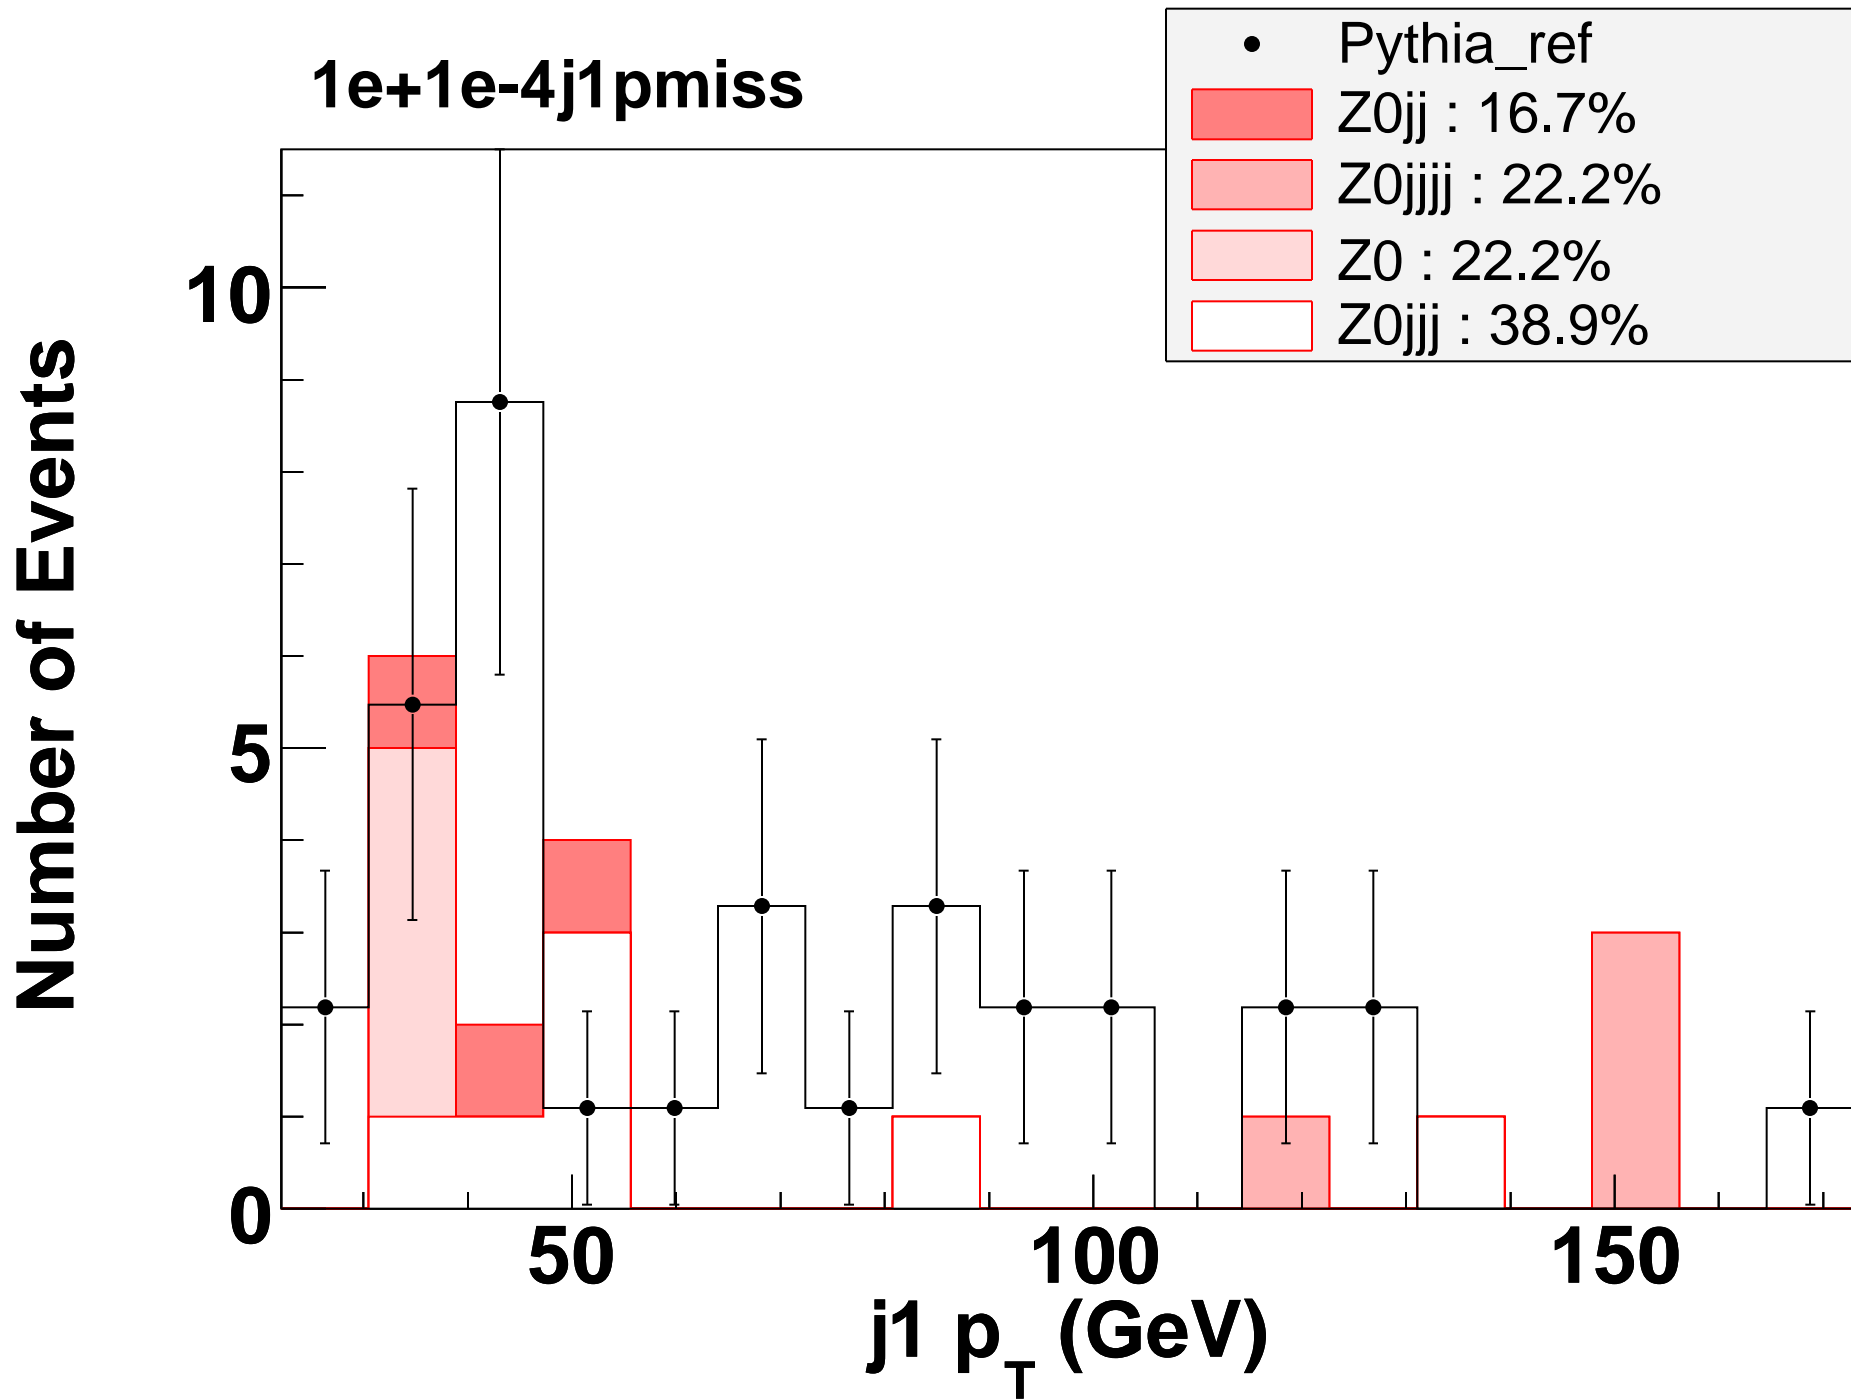 1e+1e-4j1pmiss
Pythia_ref
Z0jj : 16.7%
Z0jjjj : 22.2%
Z0 : 22.2%
Z0jjj : 38.9%
Number of Events
10
5
0
50 100 150
j1 p_T (GeV)